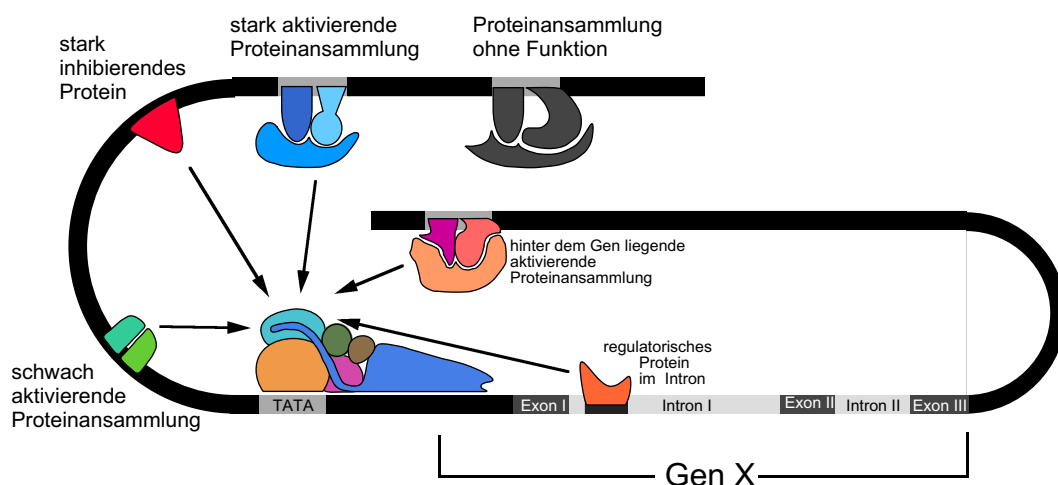 stark
inhibierendes
Protein
stark aktivierende
Proteinansammlung
Proteinansammlung
ohne Funktion
hinter dem Gen liegende
aktivierende
Proteinansammlung
schwach
aktivierende
Proteinansammlung
regulatorisches
Protein
im Intron
TATA
Exon I
Intron I
Exon II
Intron II
Exon III
Gen X